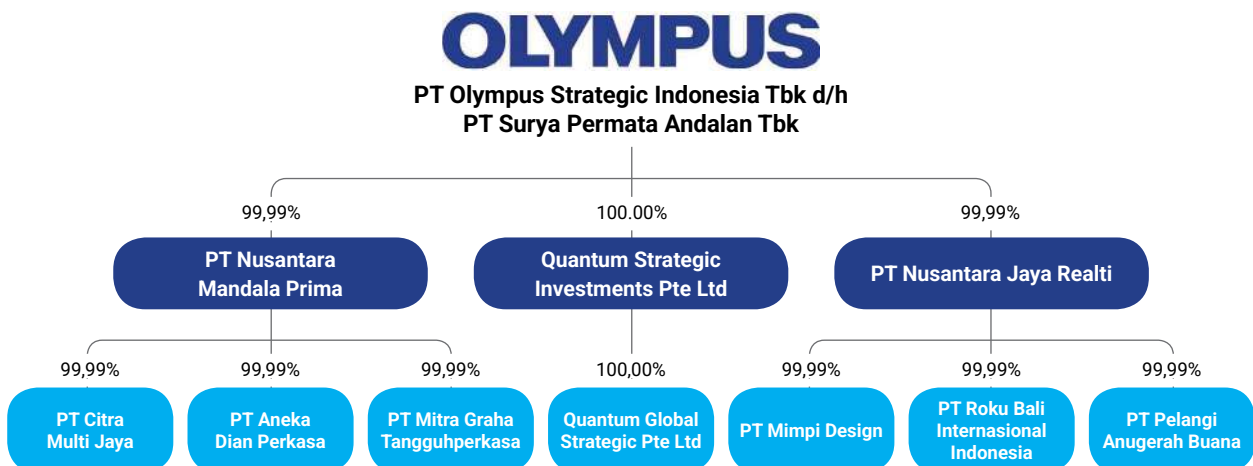 OLYMPUS
PT Olympus Strategic Indonesia Tbk d/h
PT Surya Permata Andalan Tbk
99,99%
100.00%
99,99%
PT Nusantara
Mandala Prima
Quantum Strategic
Investments Pte Ltd
PT Nusantara Jaya Realti
99,99%
99,99%
99,99%
100,00%
99,99%
99,99%
99,99%
PT Citra
Multi Jaya
PT Aneka
Dian Perkasa
PT Mitra Graha
Tangguhperkasa
Quantum Global
Strategic Pte Ltd
PT Mimpi Design
PT Roku Bali
Internasional
Indonesia
PT Pelangi
Anugerah Buana